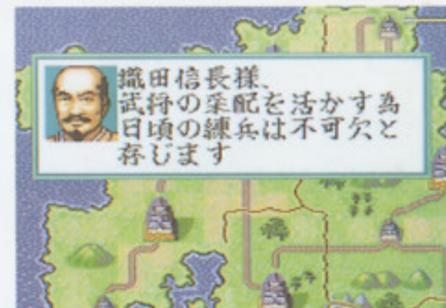 織田信長様、
武将の采配を活かす為
日頃の練兵は不可欠と
存じます